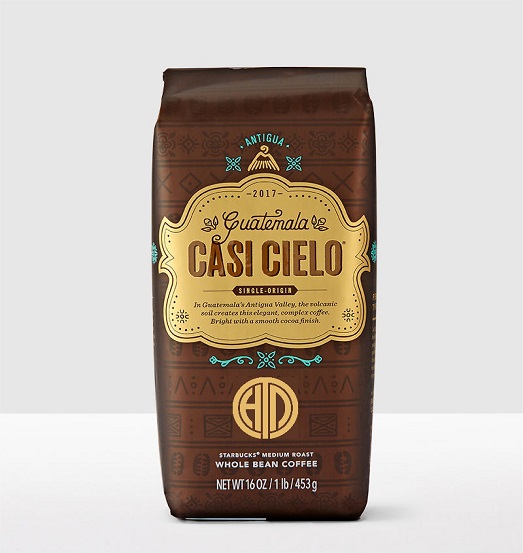 ANTIGUA
2017
Guatemala
CASI CIELO®
SINGLE-ORIGIN
In Guatemala's Antigua Valley, the volcanic
soil creates this elegant, complex coffee.
Bright with a smooth cocoa finish.
STARBUCKS® MEDIUM ROAST
WHOLE BEAN COFFEE
NET WT 16 OZ / 1 lb / 453 g